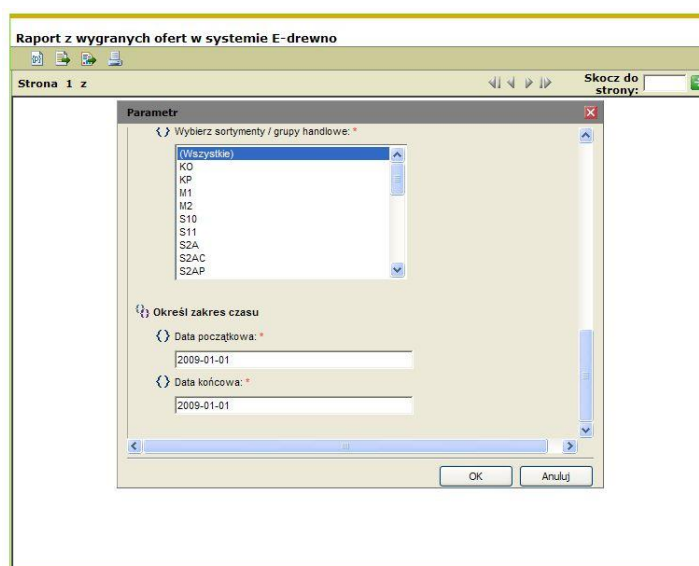 Raport z wygranych ofert w systemie E-drewno
Strona 1 z
Skocz do strony:
Parametr
Wybierz sortymenty / grupy handlowe: *
(Wszystkie)
KO
KP
M1
M2
S10
S11
S2A
S2AC
S2AP
Określ zakres czasu
Data początkowa: *
2009-01-01
Data końcowa: *
2009-01-01
OK Anuluj